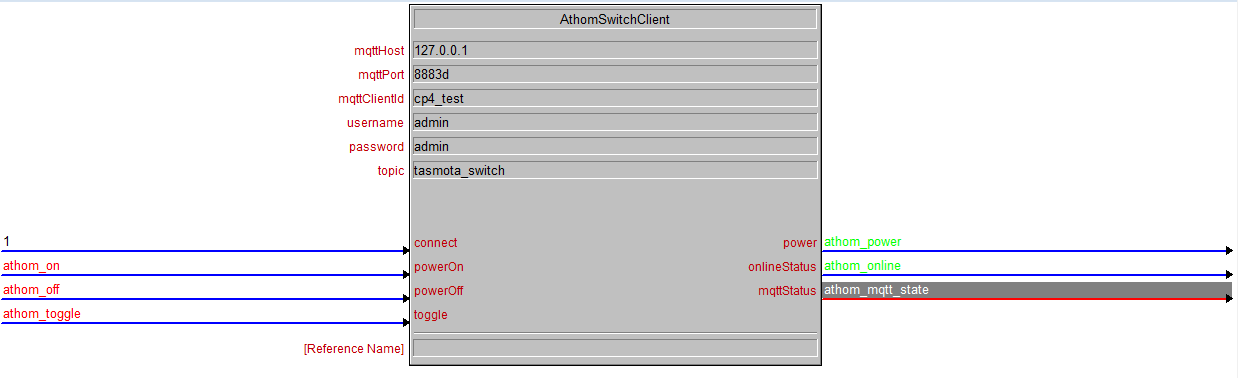 AthomSwitchClient
mqttHost 127.0.0.1
mqttPort 8883d
mqttClientId cp4_test
username admin
password admin
topic tasmota_switch
1 connect power athom_power
athom_on powerOn onlineStatus athom_online
athom_off powerOff mqttStatus athom_mqtt_state
athom_toggle toggle
[Reference Name]